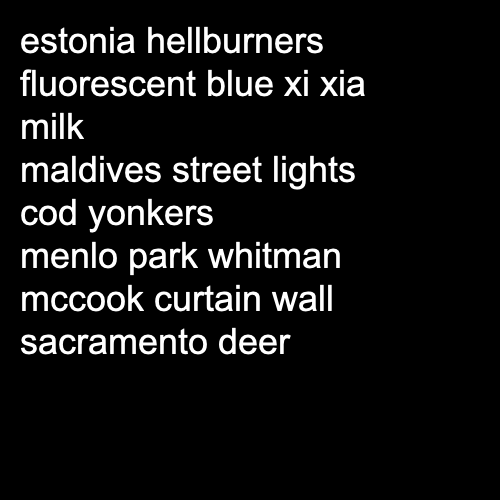 estonia hellburners
fluorescent blue xi xia
milk
maldives street lights
cod yonkers
menlo park whitman
mccook curtain wall
sacramento deer